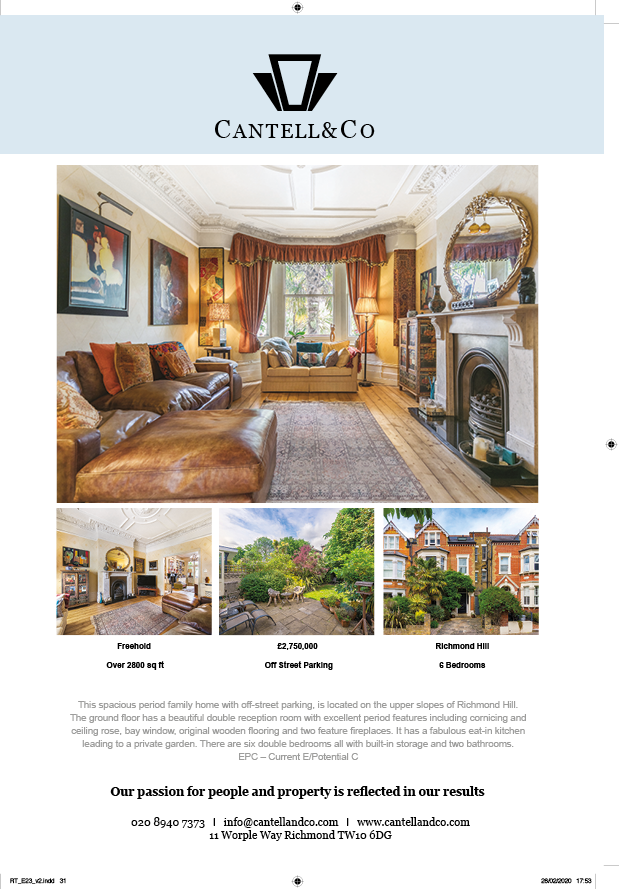 CANTELL&CO
Freehold
£2,750,000
Richmond Hill
Over 2800 sq ft
Off Street Parking
6 Bedrooms
This spacious period family home with off-street parking, is located on the upper slopes of Richmond Hill.
The ground floor has a beautiful double reception room with excellent period features including cornicing and
ceiling rose, bay window, original wooden flooring and two feature fireplaces. It has a fabulous eat-in kitchen
leading to a private garden. There are six double bedrooms all with built-in storage and two bathrooms.
EPC – Current E/Potential C
Our passion for people and property is reflected in our results
020 8940 7373 | info@cantellandco.com | www.cantellandco.com
11 Worple Way Richmond TW10 6DG
RT_E23_v2.indd 31
26/02/2020 17:53